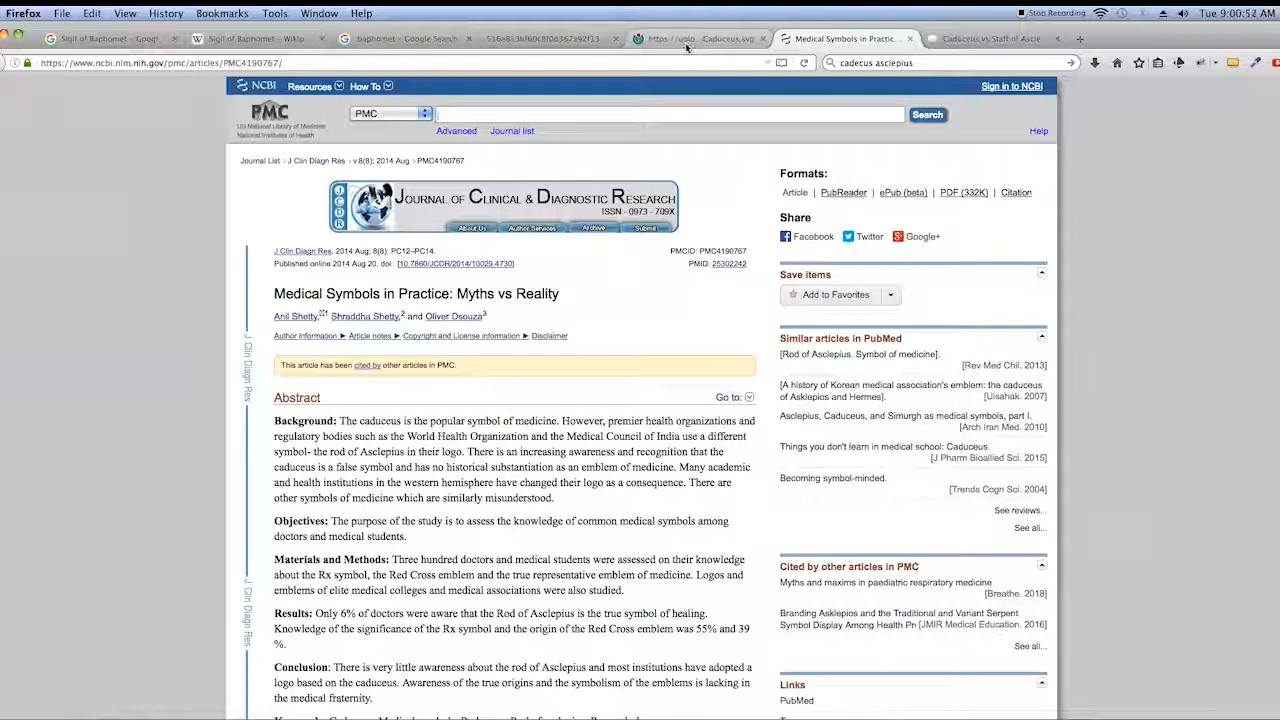 Firefox File Edit View History Bookmarks Tools Window Help Stop Recording Tue 9:00:57 AM
Sigil of Baphomet - Googl Sigil of Baphomet - Wikip baphomet - Google Search https://uplo...Caduceus.svg Medical Symbols in Practic... Caduceus vs Staff of Ascle
https://www.ncbi.nlm.nih.gov/pmc/articles/PMC4190767/ cadecus asclepius
NCBI Resources How To Sign in to NCBI
PMC
US National Library of Medicine
National Institutes of Health
PMC Search
Advanced Journal list Help
Journal List > J Clin Diagn Res > v.8(8); 2014 Aug > PMC4190767
JCDR
JOURNAL OF CLINICAL & DIAGNOSTIC RESEARCH
ISSN - 0973 - 709X
About Us Author Services Archive Submit
J Clin Diagn Res. 2014 Aug; 8(8): PC12–PC14. PMCID: PMC4190767
Published online 2014 Aug 20. doi: [10.7860/JCDR/2014/10029.4730] PMID: 25302242
Medical Symbols in Practice: Myths vs Reality
Anil Shetty,1 Shraddha Shetty,2 and Oliver Dsouza3
Author information ► Article notes ► Copyright and License information ► Disclaimer
This article has been cited by other articles in PMC.
Abstract Go to:
Background: The caduceus is the popular symbol of medicine. However, premier health organizations and
regulatory bodies such as the World Health Organization and the Medical Council of India use a different
symbol- the rod of Asclepius in their logo. There is an increasing awareness and recognition that the
caduceus is a false symbol and has no historical substantiation as an emblem of medicine. Many academic
and health institutions in the western hemisphere have changed their logo as a consequence. There are
other symbols of medicine which are similarly misunderstood.
Objectives: The purpose of the study is to assess the knowledge of common medical symbols among
doctors and medical students.
Materials and Methods: Three hundred doctors and medical students were assessed on their knowledge
about the Rx symbol, the Red Cross emblem and the true representative emblem of medicine. Logos and
emblems of elite medical colleges and medical associations were also studied.
Results: Only 6% of doctors were aware that the Rod of Asclepius is the true symbol of healing.
Knowledge of the significance of the Rx symbol and the origin of the Red Cross emblem was 55% and 39
%.
Conclusion: There is very little awareness about the rod of Asclepius and most institutions have adopted a
logo based on the caduceus. Awareness of the true origins and the symbolism of the emblems is lacking in
the medical fraternity.
J Clin Diagn Res
J Clin Diagn Res
Formats:
Article | PubReader | ePub (beta) | PDF (332K) | Citation
Share
Facebook Twitter Google+
Save items
Add to Favorites
Similar articles in PubMed
[Rod of Asclepius. Symbol of medicine].
[Rev Med Chil. 2013]
[A history of Korean medical association's emblem: the caduceus
of Asklepios and Hermes]. [Uisahak. 2007]
Asclepius, Caduceus, and Simurgh as medical symbols, part I.
[Arch Iran Med. 2010]
Things you don't learn in medical school: Caduceus.
[J Pharm Bioallied Sci. 2015]
Becoming symbol-minded.
[Trends Cogn Sci. 2004]
See reviews...
See all...
Cited by other articles in PMC
Myths and maxims in paediatric respiratory medicine
[Breathe. 2018]
Branding Asklepios and the Traditional and Variant Serpent
Symbol Display Among Health Pr [JMIR Medical Education. 2016]
See all...
Links
PubMed